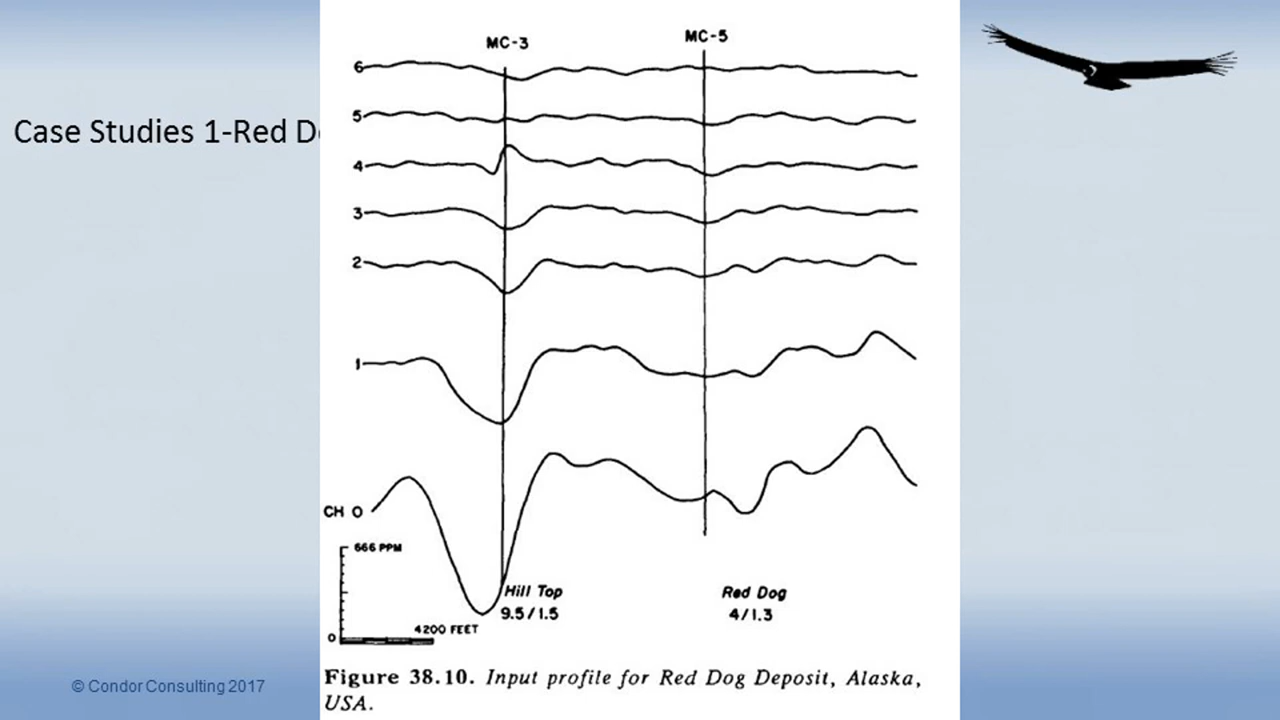 Case Studies 1-Red D
MC-3
MC-5
6
5
4
3
2
1
CH 0
666 PPM
0
4200 FEET
Hill Top
9.5/1.5
Red Dog
4/1.3
Figure 38.10. Input profile for Red Dog Deposit, Alaska,
USA.
© Condor Consulting 2017